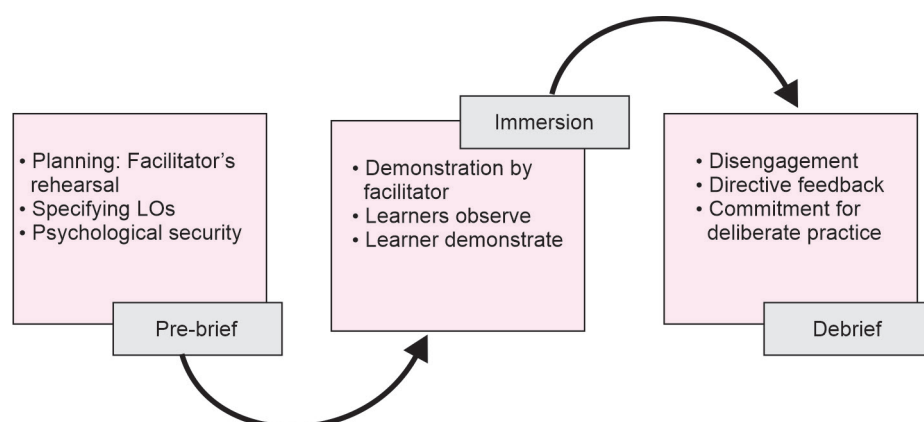 • Planning: Facilitator's
rehearsal
• Specifying LOs
• Psychological security
Pre-brief
Immersion
• Demonstration by
facilitator
• Learners observe
• Learner demonstrate
• Disengagement
• Directive feedback
• Commitment for
deliberate practice
Debrief